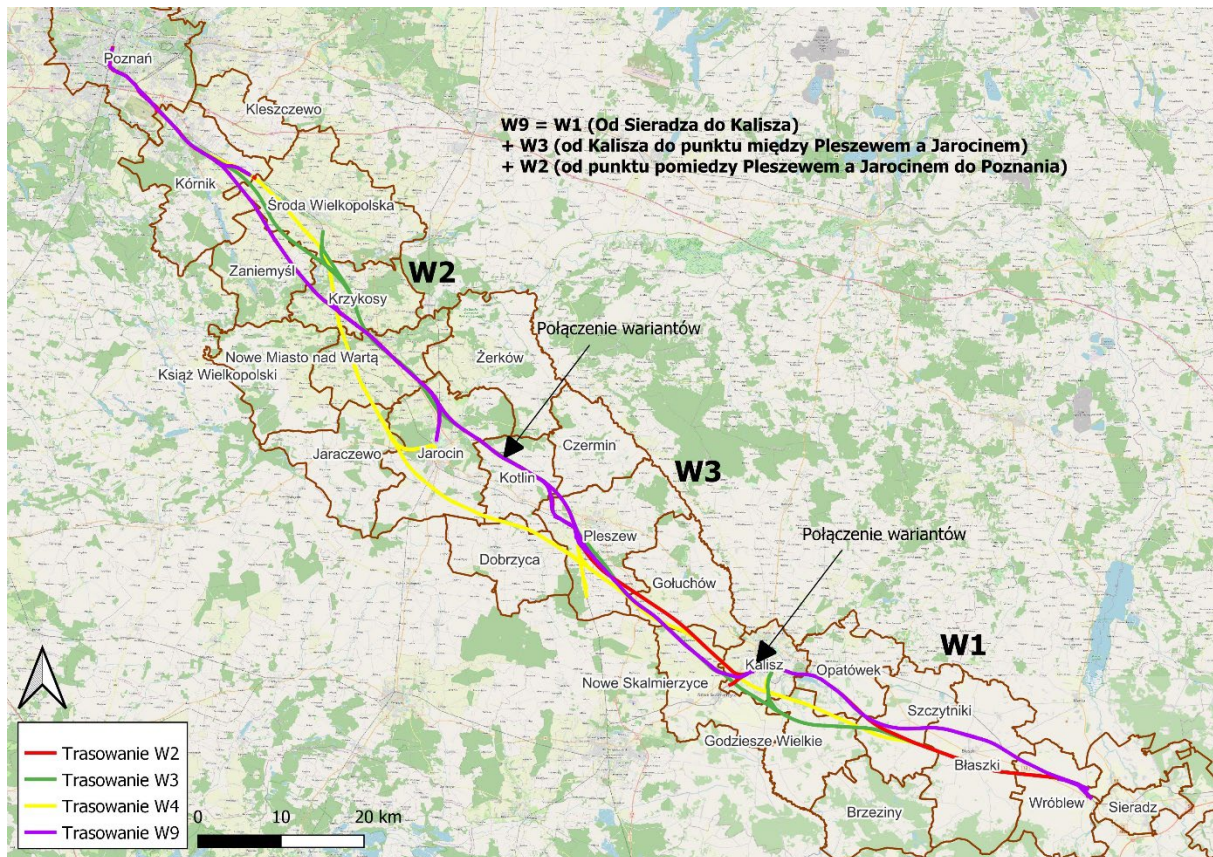 Poznań
Kleszczewo
W9 = W1 (Od Sieradza do Kalisza)
+ W3 (od Kalisza do punktu między Pleszewem a Jarocinem)
+ W2 (od punktu pomiedzy Pleszewem a Jarocinem do Poznania)
Kórnik
Środa Wielkopolska
Zaniemyśl
W2
Krzykosy
Połączenie wariantów
Nowe Miasto nad Wartą
Żerków
Książ Wielkopolski
Jaraczewo
Jarocin
Czermin
Kotlin
W3
Pleszew
Połączenie wariantów
Dobrzyca
Gołuchów
W1
Kalisz
Opatówek
Nowe Skalmierzyce
Szczytniki
Godziesze Wielkie
Błaszki
Wróblew
Sieradz
Brzeziny
Trasowanie W2
Trasowanie W3
Trasowanie W4
Trasowanie W9
0 10 20 km